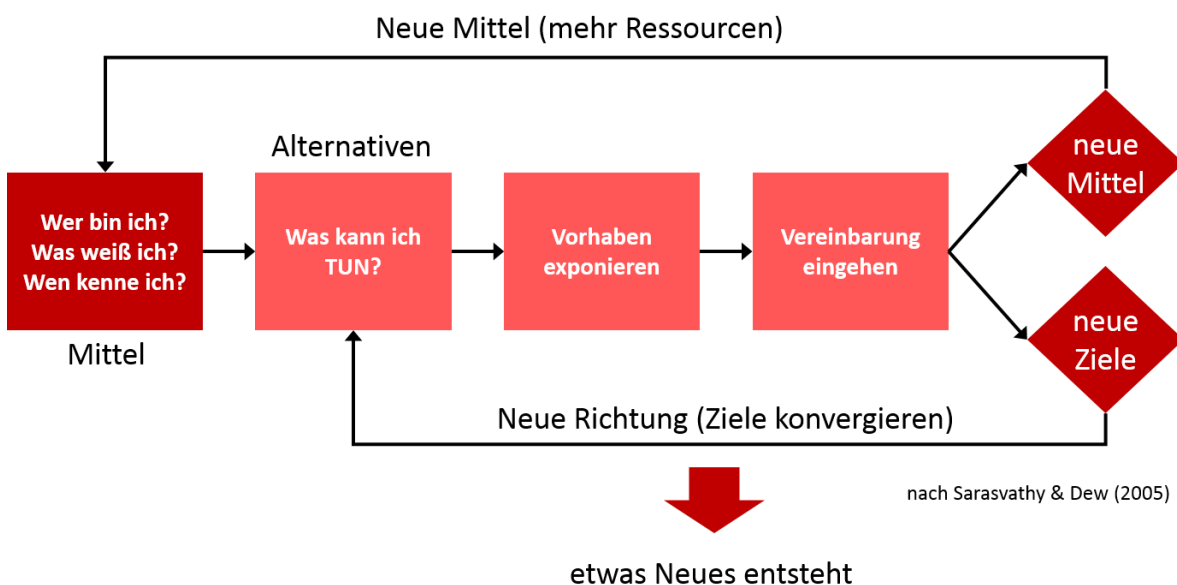 Neue Mittel (mehr Ressourcen)
Alternativen
Wer bin ich?
Was weiß ich?
Wen kenne ich?
Mittel
Was kann ich
TUN?
Vorhaben
exponieren
Vereinbarung
eingehen
neue
Mittel
neue
Ziele
Neue Richtung (Ziele konvergieren)
nach Sarasvathy & Dew (2005)
etwas Neues entsteht